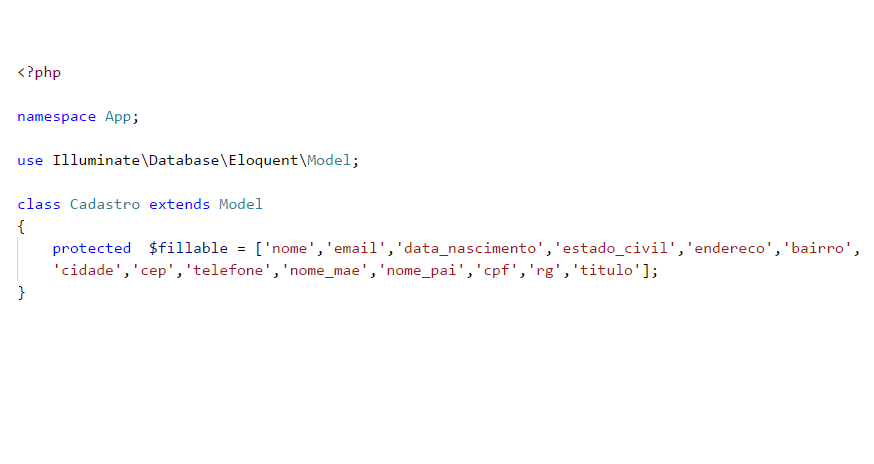 <?php
namespace App;
use Illuminate\Database\Eloquent\Model;
class Cadastro extends Model
{
protected  $fillable = ['nome','email','data_nascimento','estado_civil','endereco','bairro',
'cidade','cep','telefone','nome_mae','nome_pai','cpf','rg','titulo'];
}